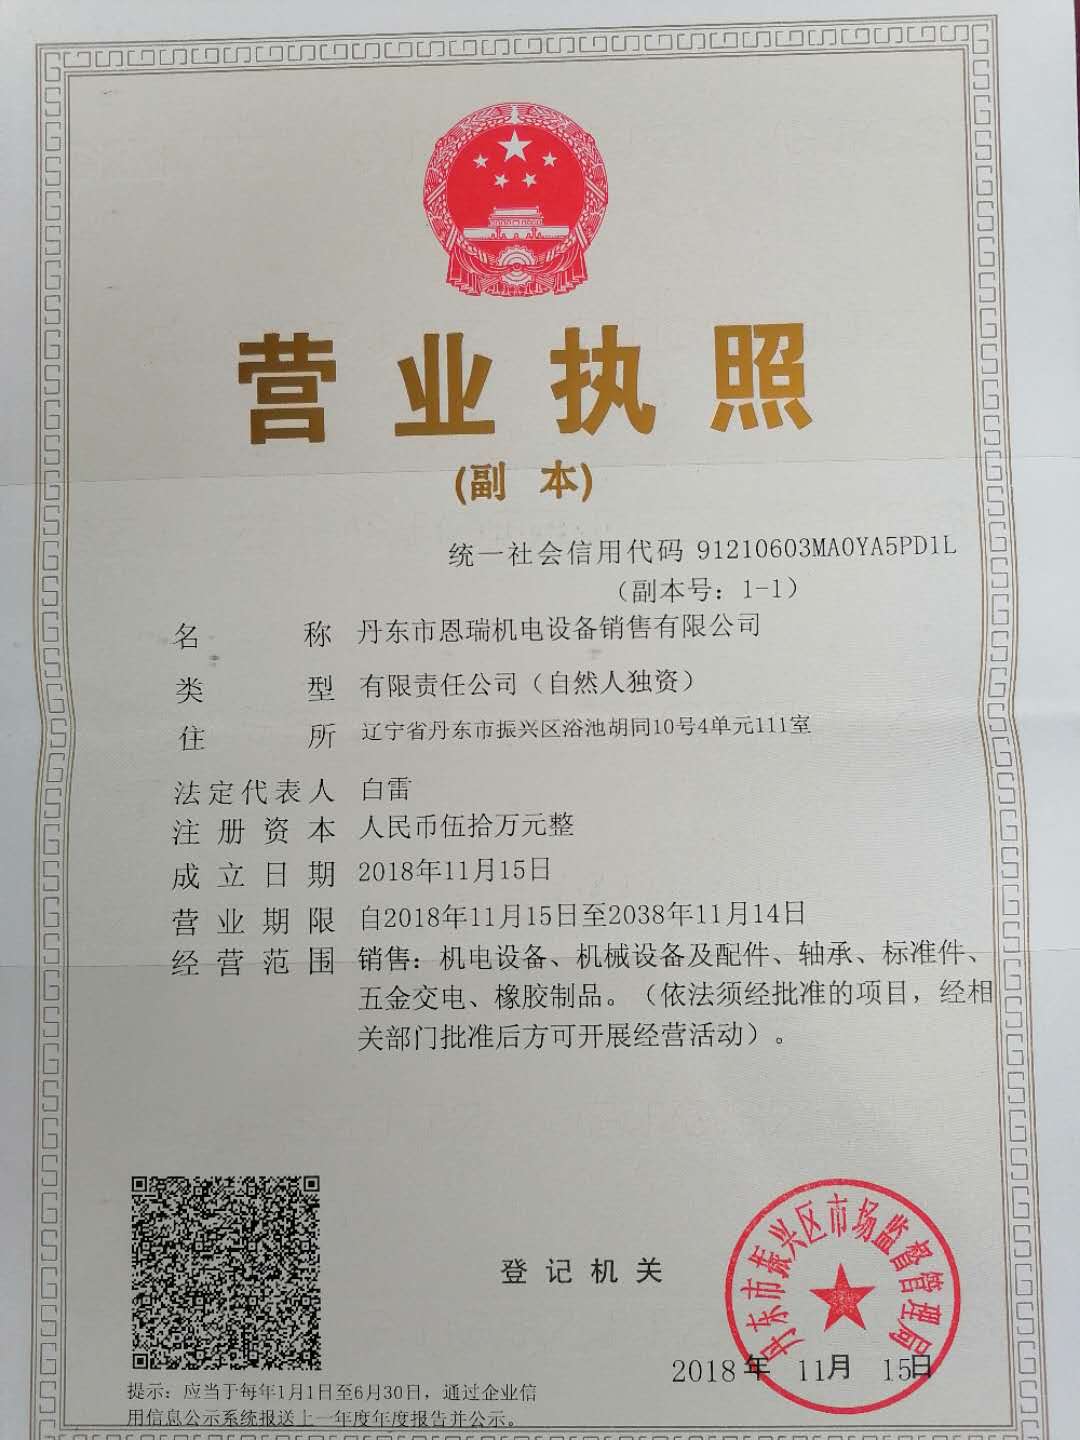 营业执照
(副本)
统一社会信用代码 91210603MA0YA5PD1L
（副本号：1-1）
名称 丹东市恩瑞机电设备销售有限公司
类型 有限责任公司（自然人独资）
住所 辽宁省丹东市振兴区浴池胡同10号4单元111室
法定代表人 白雷
注册资本 人民币伍拾万元整
成立日期 2018年11月15日
营业期限 自2018年11月15日至2038年11月14日
经营范围 销售：机电设备、机械设备及配件、轴承、标准件、
五金交电、橡胶制品。（依法须经批准的项目，经相
关部门批准后方可开展经营活动）。
登记机关
丹东市振兴区市场监督管理局
2018年 11月 15日
提示：应当于每年1月1日至6月30日，通过企业信
用信息公示系统报送上一年度年度报告并公示。